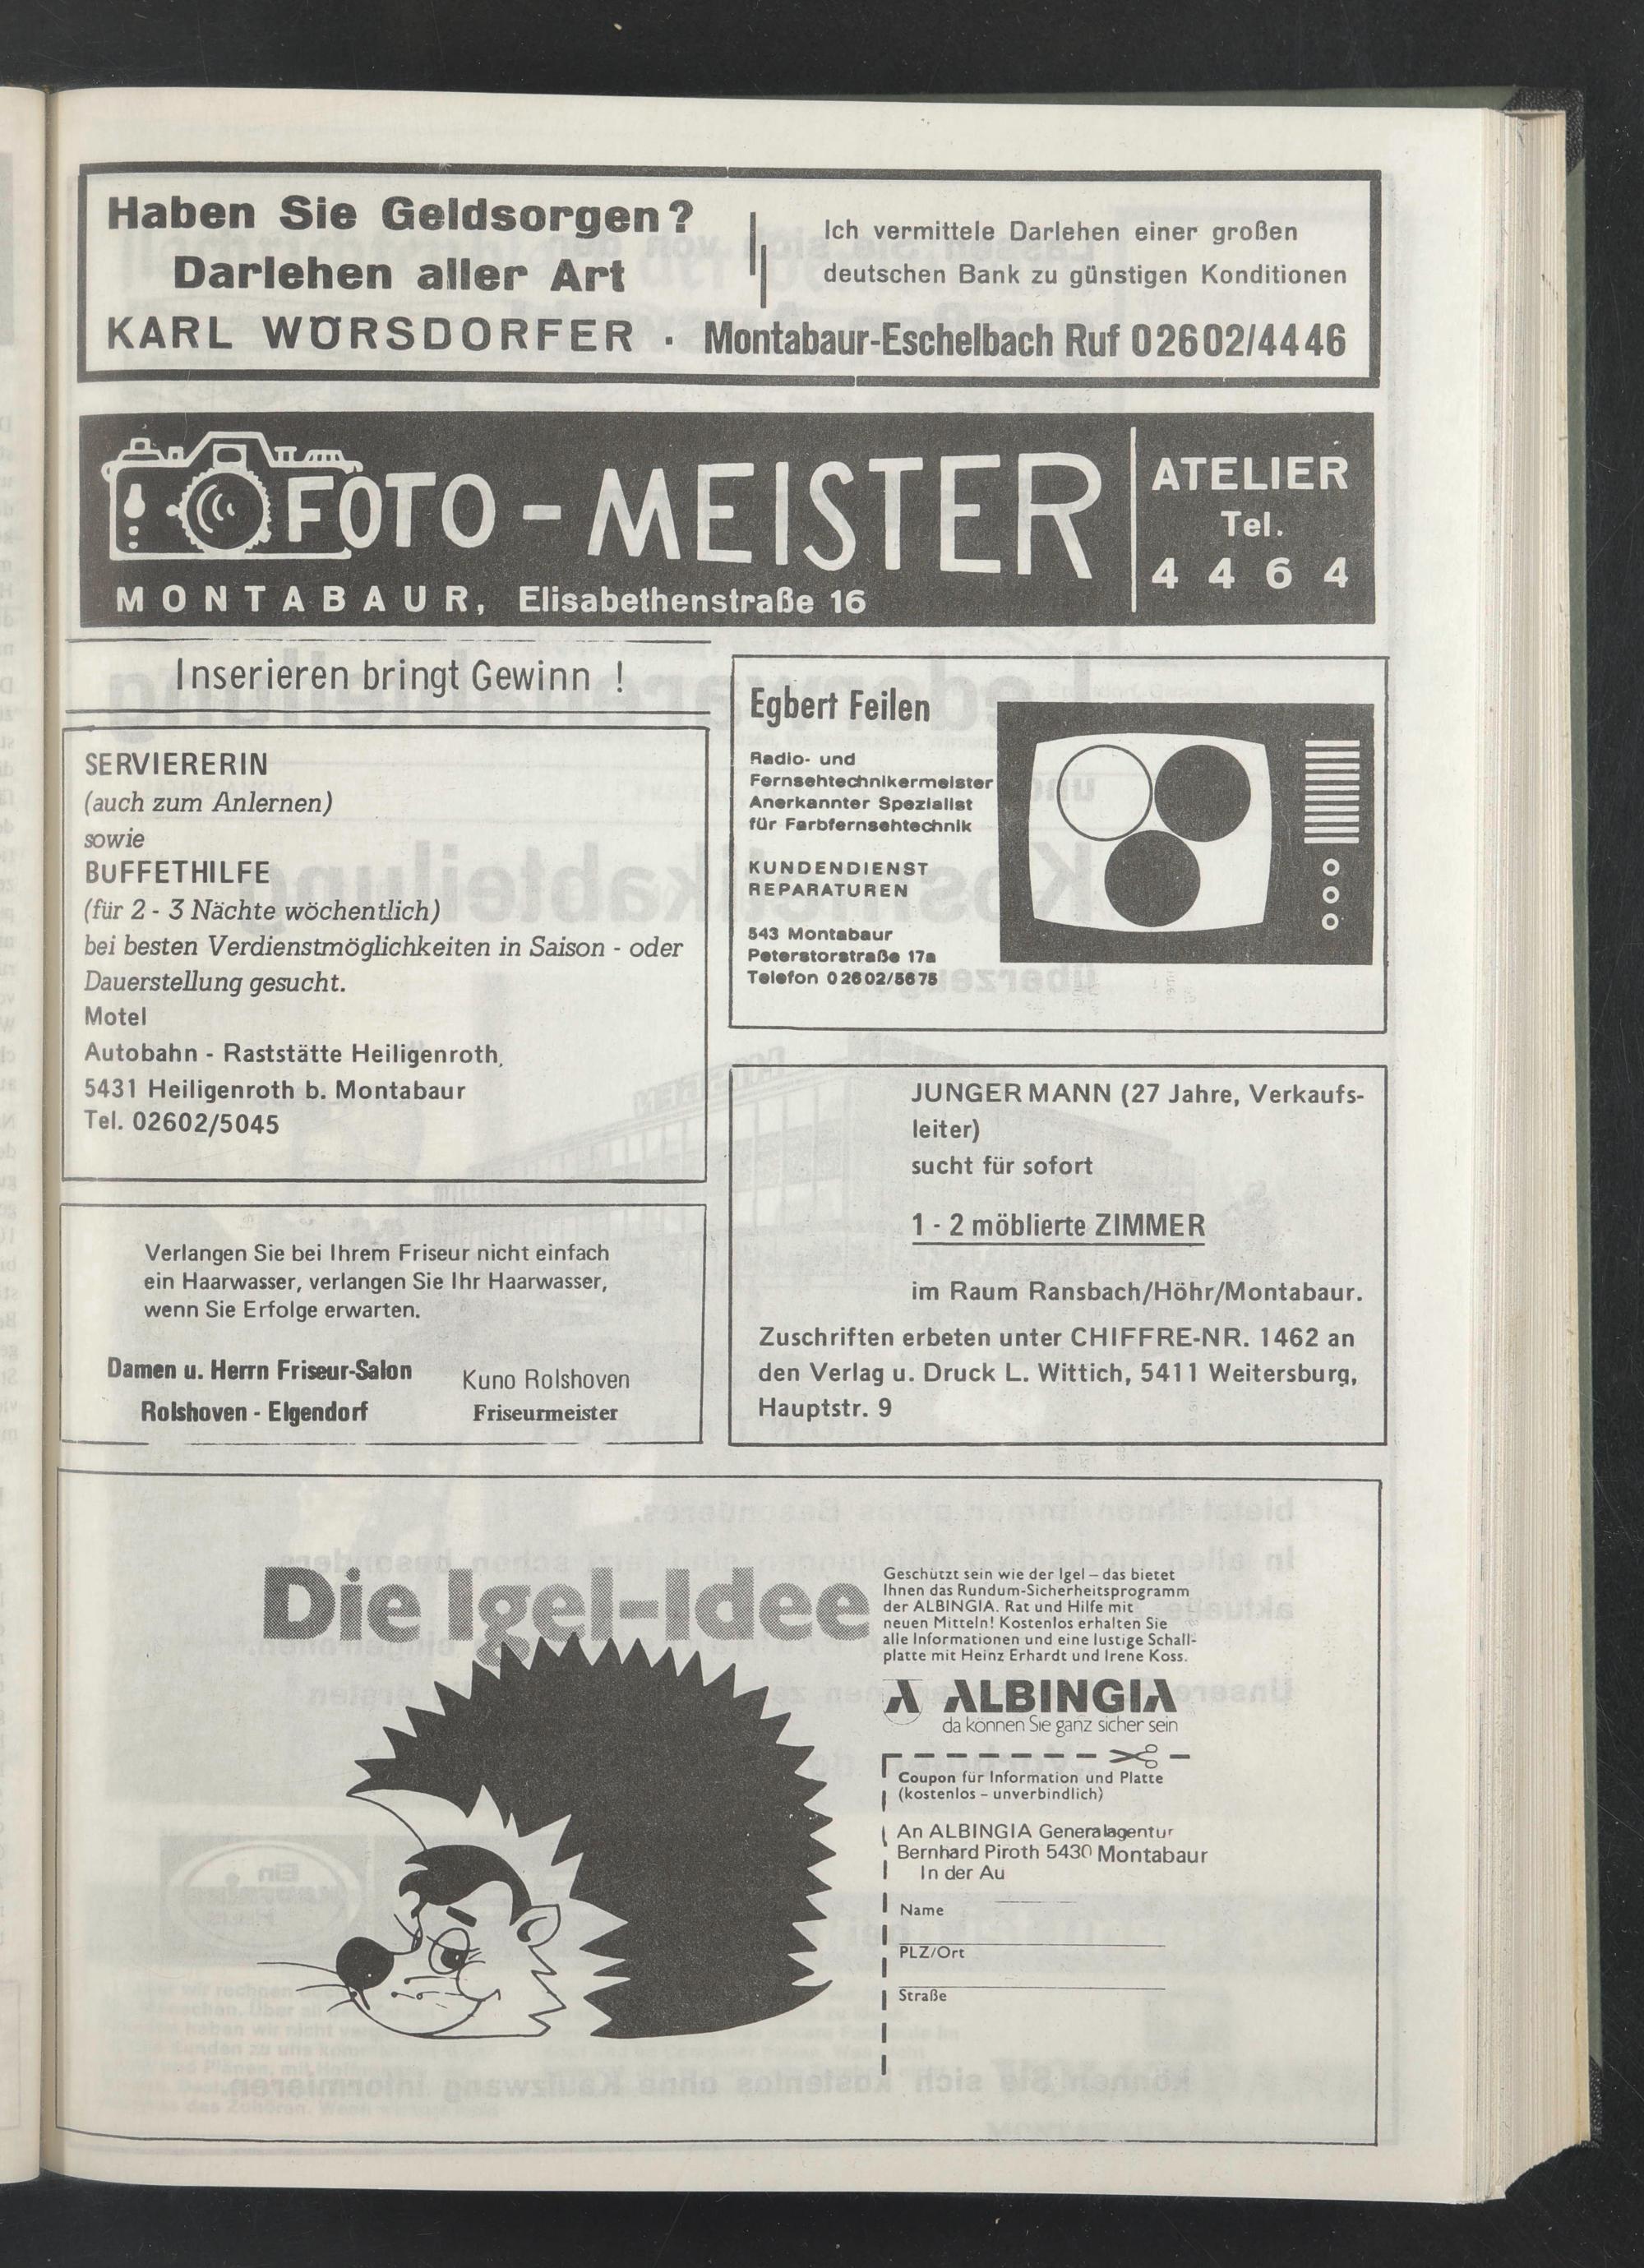 Haben Sie Geldsorgen?
Darlehen aller Art
Ich vermittele Darlehen einer großen
deutschen Bank zu günstigen Konditionen
KARL WÖRSDORFER · Montabaur-Eschelbach Ruf 02602/4446
FOTO-MEISTER
MONTABAUR, Elisabethenstraße 16
ATELIER
Tel.
4464
Inserieren bringt Gewinn !
SERVIERERIN
(auch zum Anlernen)
sowie
BUFFETHILFE
(für 2 - 3 Nächte wöchentlich)
bei besten Verdienstmöglichkeiten in Saison - oder
Dauerstellung gesucht.
Motel
Autobahn - Raststätte Heiligenroth,
5431 Heiligenroth b. Montabaur
Tel. 02602/5045
Verlangen Sie bei Ihrem Friseur nicht einfach
ein Haarwasser, verlangen Sie Ihr Haarwasser,
wenn Sie Erfolge erwarten.
Damen u. Herrn Friseur-Salon
Rolshoven - Elgendorf
Kuno Rolshoven
Friseurmeister
Egbert Feilen
Radio- und
Fernsehtechnikermeister
Anerkannter Spezialist
für Farbfernsehtechnik
KUNDENDIENST
REPARATUREN
543 Montabaur
Peterstorstraße 17a
Telefon 02602/5675
JUNGER MANN (27 Jahre, Verkaufs-
leiter)
sucht für sofort
1 - 2 möblierte ZIMMER
im Raum Ransbach/Höhr/Montabaur.
Zuschriften erbeten unter CHIFFRE-NR. 1462 an
den Verlag u. Druck L. Wittich, 5411 Weitersburg,
Hauptstr. 9
Die Igel-Idee
Geschützt sein wie der Igel – das bietet
Ihnen das Rundum-Sicherheitsprogramm
der ALBINGIA. Rat und Hilfe mit
neuen Mitteln! Kostenlos erhalten Sie
alle Informationen und eine lustige Schall-
platte mit Heinz Erhardt und Irene Koss.
ALBINGIA
da können Sie ganz sicher sein
Coupon für Information und Platte
(kostenlos – unverbindlich)
An ALBINGIA Generalagentur
Bernhard Piroth 5430 Montabaur
In der Au
Name
PLZ/Ort
Straße